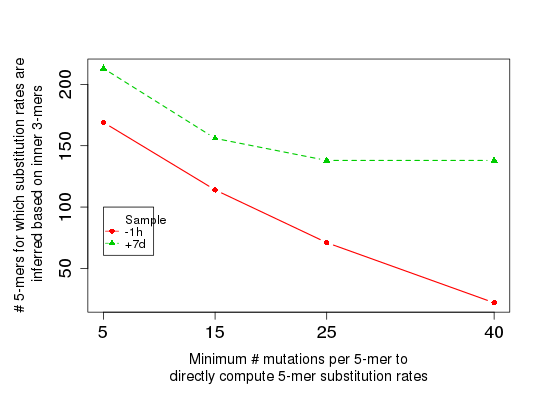 # 5-mers for which substitution rates are
inferred based on inner 3-mers
200
150
100
50
Sample
-1h
+7d
5 15 25 40
Minimum # mutations per 5-mer to
directly compute 5-mer substitution rates